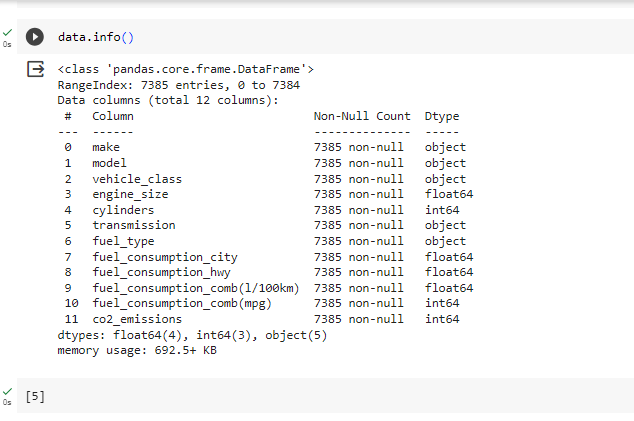 0s
data.info()
<class 'pandas.core.frame.DataFrame'>
RangeIndex: 7385 entries, 0 to 7384
Data columns (total 12 columns):
 #   Column                        Non-Null Count  Dtype
---  ------                        --------------  -----
 0   make                          7385 non-null   object
 1   model                         7385 non-null   object
 2   vehicle_class                 7385 non-null   object
 3   engine_size                   7385 non-null   float64
 4   cylinders                     7385 non-null   int64
 5   transmission                  7385 non-null   object
 6   fuel_type                     7385 non-null   object
 7   fuel_consumption_city         7385 non-null   float64
 8   fuel_consumption_hwy          7385 non-null   float64
 9   fuel_consumption_comb(l/100km)  7385 non-null   float64
 10  fuel_consumption_comb(mpg)    7385 non-null   int64
 11  co2_emissions                 7385 non-null   int64
dtypes: float64(4), int64(3), object(5)
memory usage: 692.5+ KB
0s
[5]